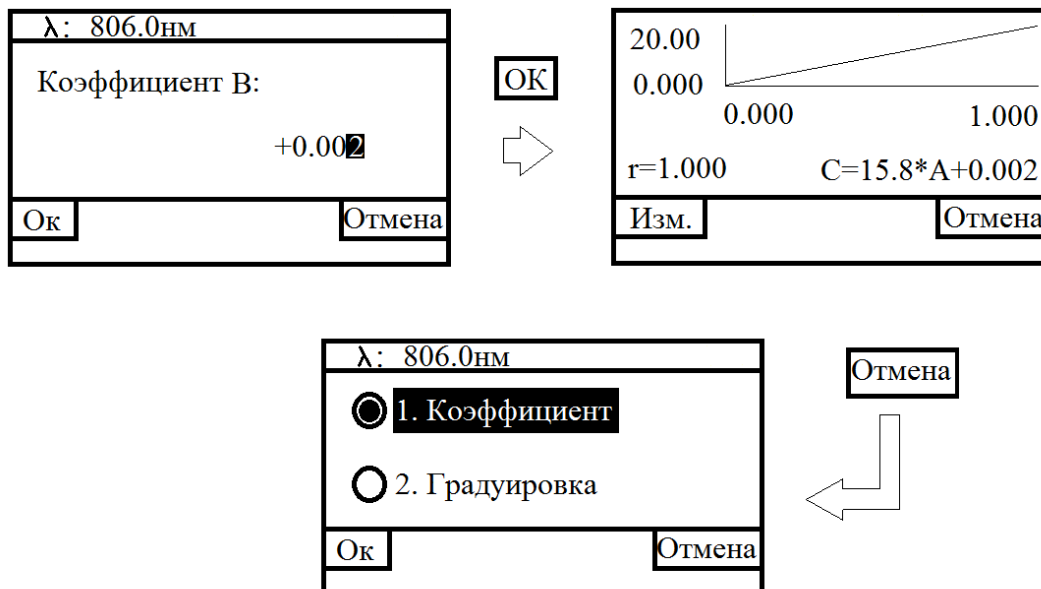 λ: 806.0нм
Коэффициент B:
+0.002
Ок
Отмена
ОК
20.00
0.000
0.000 1.000
r=1.000 C=15.8*A+0.002
Изм.
Отмена
Отмена
λ: 806.0нм
1. Коэффициент
2. Градуировка
Ок
Отмена